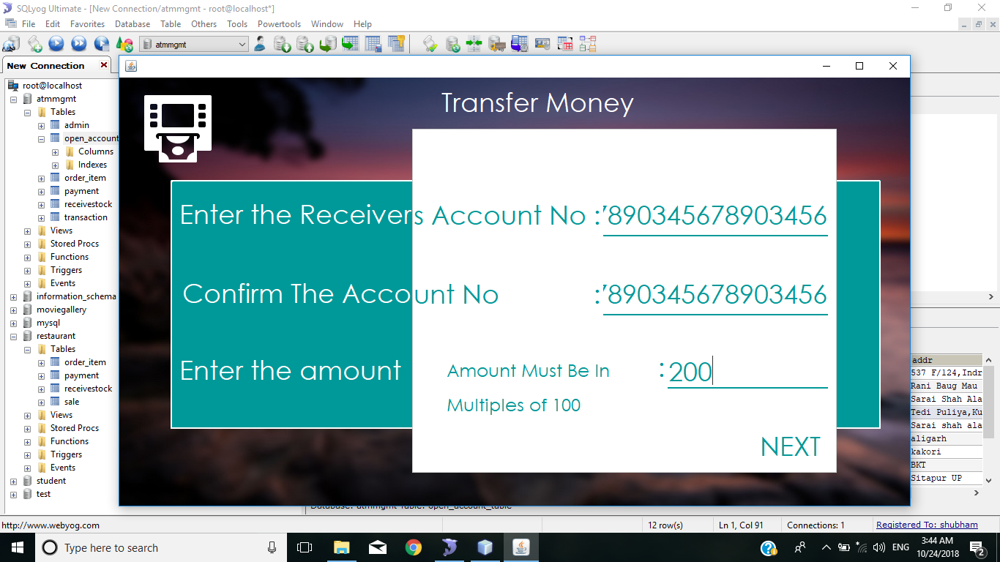 SQLyog Ultimate - [New Connection/atmmgmt - root@localhost*]
File Edit Favorites Database Table Others Tools Powertools Window Help
atmmgmt
New Connection
root@localhost
atmmgmt
Tables
admin
open_account
Columns
Indexes
order_item
payment
receivestock
transaction
Views
Stored Procs
Functions
Triggers
Events
information_schema
moviegallery
mysql
restaurant
Tables
order_item
payment
receivestock
sale
Views
Stored Procs
Functions
Triggers
Events
student
test
Transfer Money
Enter the Receivers Account No :7890345678903456
Confirm The Account No :7890345678903456
Enter the amount Amount Must Be In :200
Multiples of 100
NEXT
addr
537 F/124,Indr
Rani Baug Mau
Sarai Shah Ala
Tedi Puliya,Ku
Sarai shah ala
aligarh
kakori
BKT
Sitapur UP
Database: atmmgmt Table: open_account_table
http://www.webyog.com 12 row(s) Ln 1, Col 91 Connections: 1 Registered To: shubham
Type here to search ENG 3:44 AM
10/24/2018 2